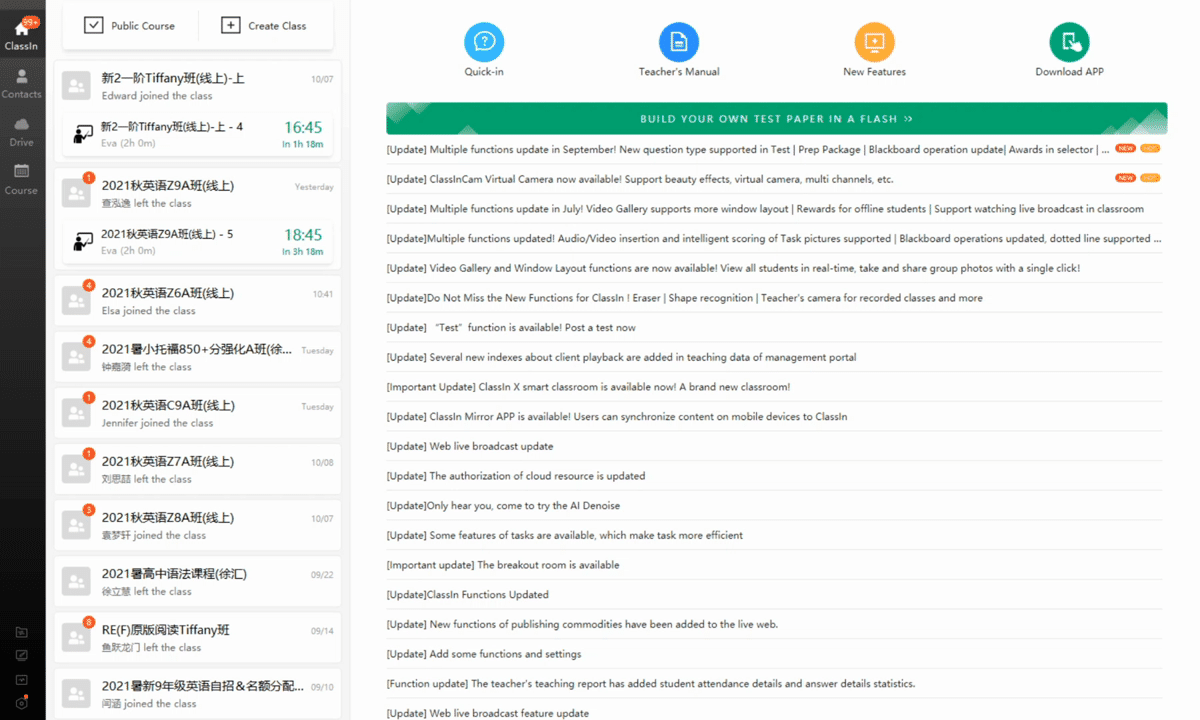 99+
ClassIn
Contacts
Drive
Course
Public Course
Create Class
新2一阶Tiffany班(线上)-上
10/07
Edward joined the class
新2一阶Tiffany班(线上)-上 - 4
16:45
Eva (2h 0m)
In 1h 18m
1
2021秋英语Z9A班(线上)
Yesterday
查泓逸 left the class
2021秋英语Z9A班(线上) - 5
18:45
Eva (2h 0m)
In 3h 18m
4
2021秋英语Z6A班(线上)
10:41
Elsa joined the class
4
2021暑小托福850+分强化A班(徐...
Tuesday
钟嘉漪 left the class
1
2021秋英语C9A班(线上)
Tuesday
Jennifer joined the class
1
2021秋英语Z7A班(线上)
10/08
刘思喆 left the class
3
2021秋英语Z8A班(线上)
10/07
袁梦轩 joined the class
2021暑高中语法课程(徐汇)
09/22
徐立慧 left the class
8
RE(F)原版阅读Tiffany班
09/14
鱼跃龙门 left the class
2021暑新9年级英语自招&名额分配...
09/10
闵涵 joined the class
Quick-in
Teacher's Manual
New Features
Download APP
BUILD YOUR OWN TEST PAPER IN A FLASH >>
[Update] Multiple functions update in September! New question type supported in Test | Prep Package | Blackboard operation update| Awards in selector | ...
NEW
[Update] ClassInCam Virtual Camera now available! Support beauty effects, virtual camera, multi channels, etc.
NEW
[Update] Multiple functions update in July! Video Gallery supports more window layout | Rewards for offline students | Support watching live broadcast in classroom
[Update]Multiple functions updated! Audio/Video insertion and intelligent scoring of Task pictures supported | Blackboard operations updated, dotted line supported ...
[Update] Video Gallery and Window Layout functions are now available! View all students in real-time, take and share group photos with a single click!
[Update]Do Not Miss the New Functions for ClassIn ! Eraser | Shape recognition | Teacher's camera for recorded classes and more
[Update] “Test” function is available! Post a test now
[Update] Several new indexes about client playback are added in teaching data of management portal
[Important Update] ClassIn X smart classroom is available now! A brand new classroom!
[Update] ClassIn Mirror APP is available! Users can synchronize content on mobile devices to ClassIn
[Update] Web live broadcast update
[Update] The authorization of cloud resource is updated
[Update]Only hear you, come to try the AI Denoise
[Update] Some features of tasks are available, which make task more efficient
[Important update] The breakout room is available
[Update]ClassIn Functions Updated
[Update] New functions of publishing commodities have been added to the live web.
[Update] Add some functions and settings
[Function update] The teacher's teaching report has added student attendance details and answer details statistics.
[Update] Web live broadcast feature update